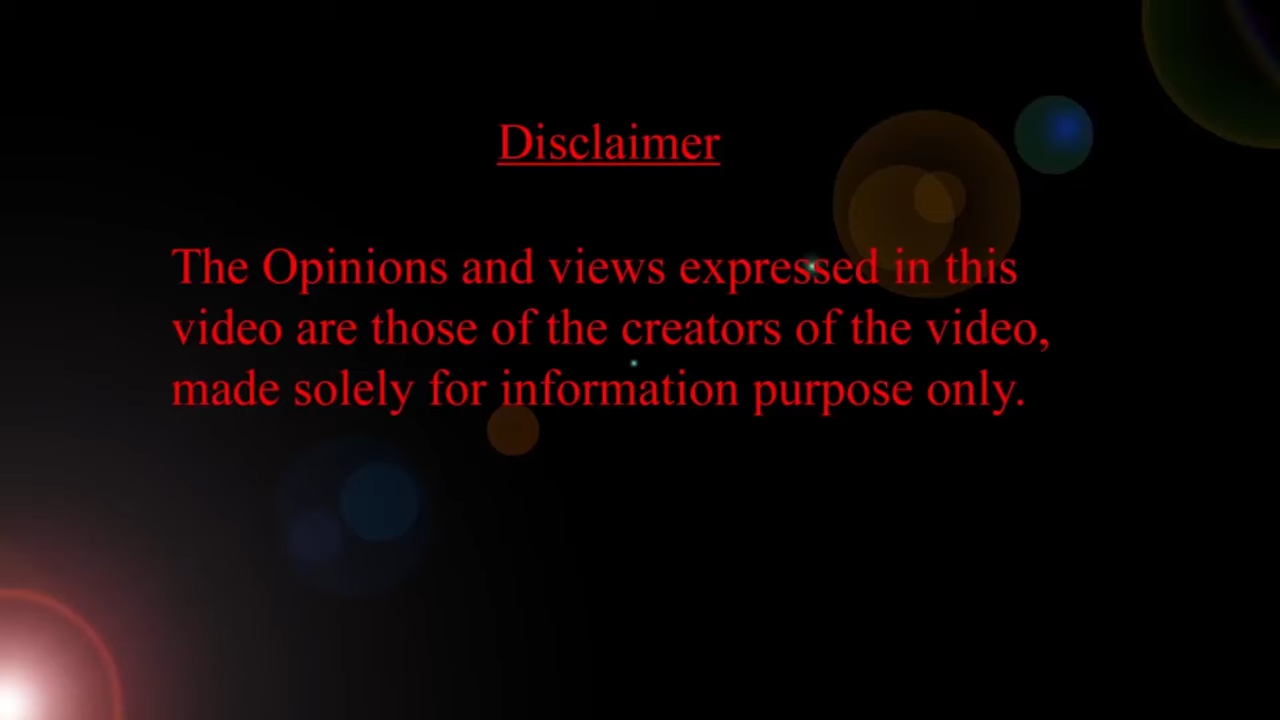 Disclaimer
The Opinions and views expressed in this
video are those of the creators of the video,
made solely for information purpose only.